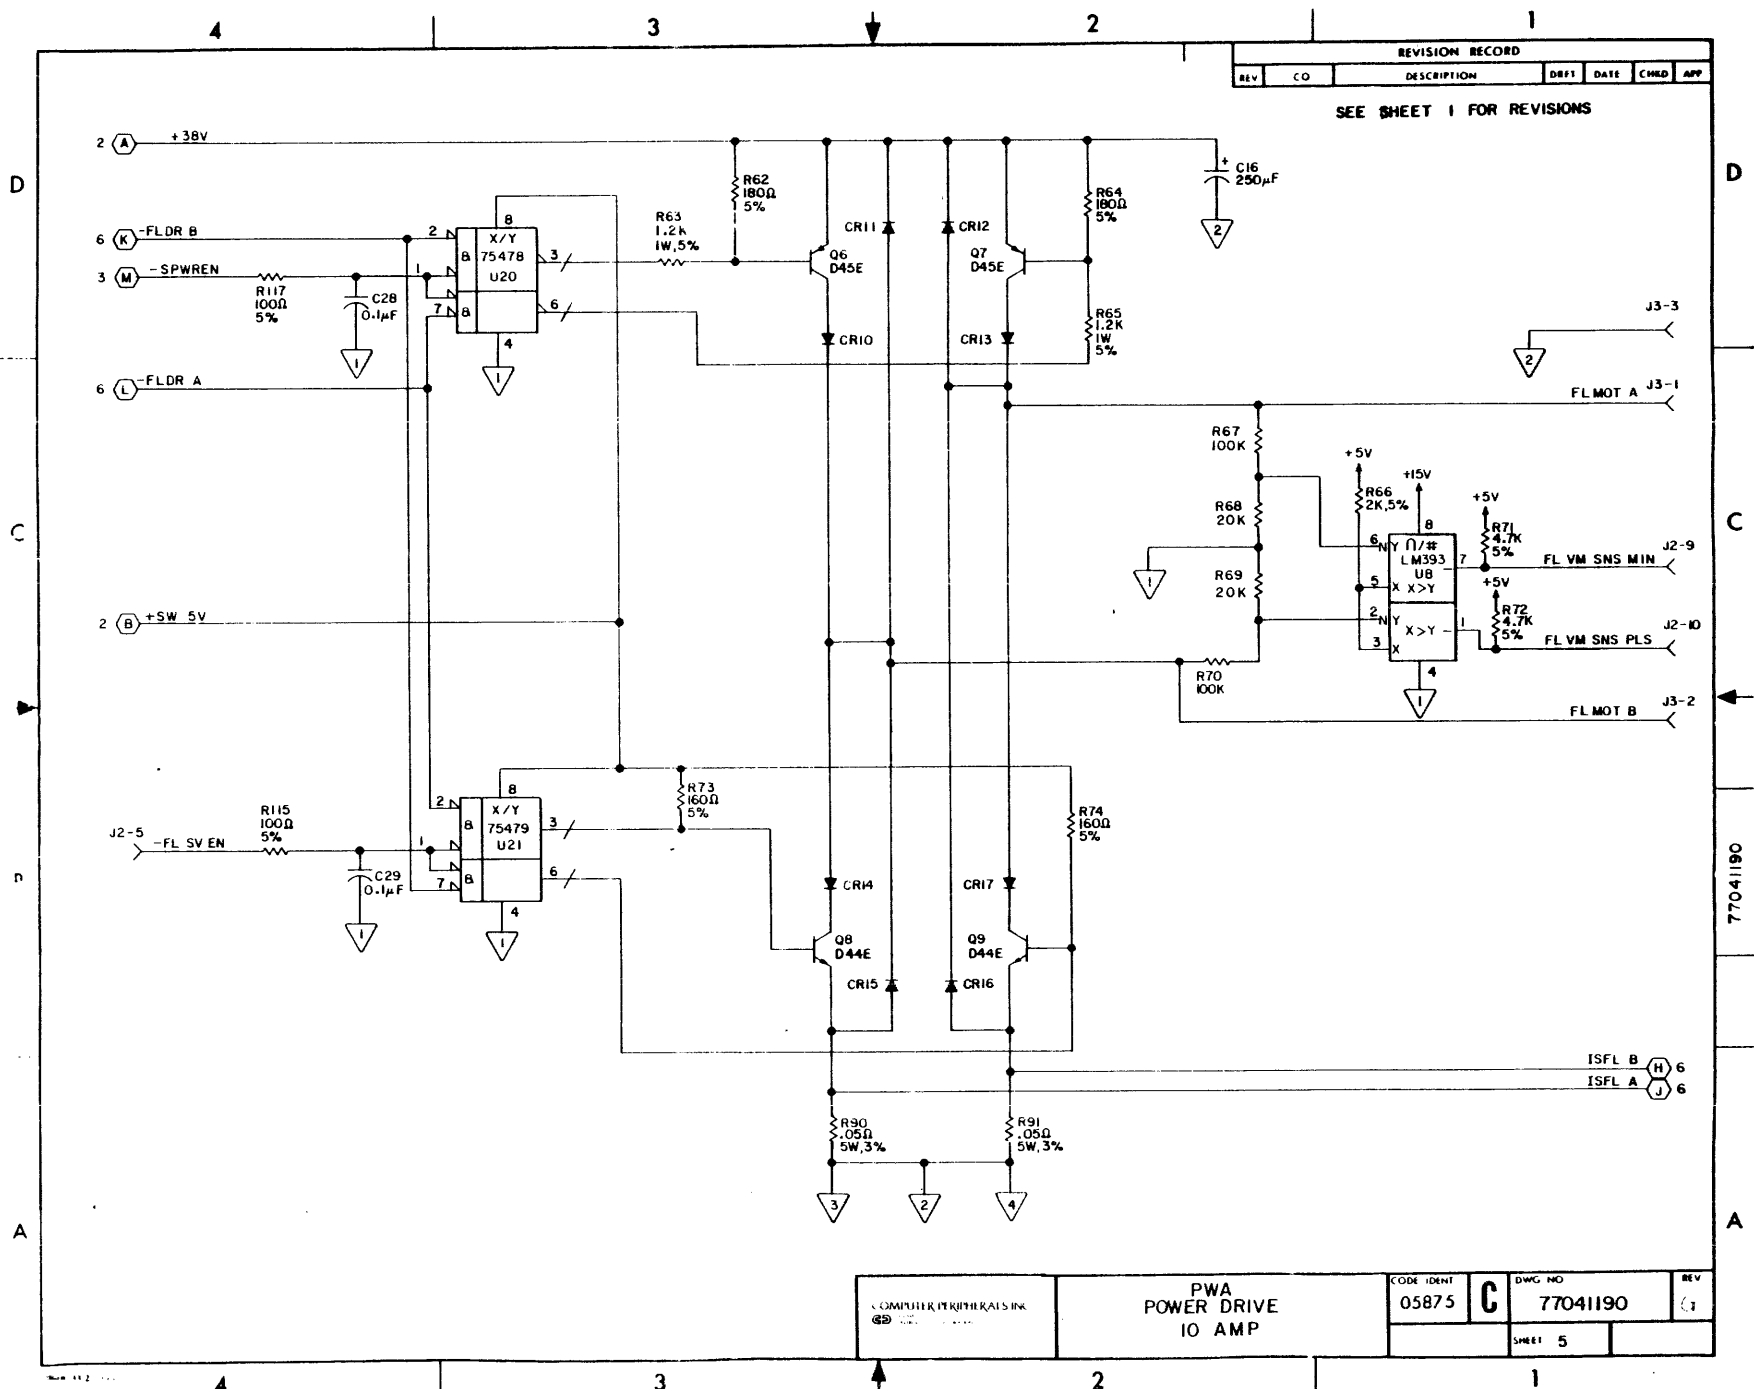 4 3 2 1
REVISION RECORD
REV CO DESCRIPTION DRFT DATE CHKD APP
SEE SHEET 1 FOR REVISIONS
D
D
2 A +38V
R62
180Ω
5%
R63
1.2K
1W,5%
CR11
CR12
R64
180Ω
5%
+ C16
250µF
2
6 K -FLDR B
3 M -SPWREN
R117
100Ω
5%
C28
0.1µF
1
2
1
7
8
X/Y
&
75478
U20
&
3
6
4
1
Q6
D45E
Q7
D45E
CR10
CR13
R65
1.2K
1W
5%
J3-3
2
6 L -FLDR A
FLMOT A J3-1
R67
100K
R68
20K
R69
20K
R70
100K
1
+5V
R66
2K,5%
+15V
8
+5V
R71
4.7K
5%
6 N Y ∩/#
LM393
U8
5 X X>Y
7
FL VM SNS MIN J2-9
+5V
R72
4.7K
5%
2 N Y
X>Y
3 X
1
FL VM SNS PLS J2-10
4
1
FLMOT B J3-2
C
C
2 B +SW 5V
J2-5
-FL SV EN
R115
100Ω
5%
C29
0.1µF
1
2
1
7
8
X/Y
&
75479
U21
&
3
6
4
1
R73
160Ω
5%
R74
160Ω
5%
CR14
CR17
Q8
D44E
Q9
D44E
CR15
CR16
77041190
ISFL B H 6
ISFL A J 6
R90
.05Ω
5W,3%
R91
.05Ω
5W,3%
3
2
4
A
A
COMPUTER PERIPHERALS INC
PWA
POWER DRIVE
10 AMP
CODE IDENT
05875
C
DWG NO
77041190
REV
SHEET 5
4 3 2 1